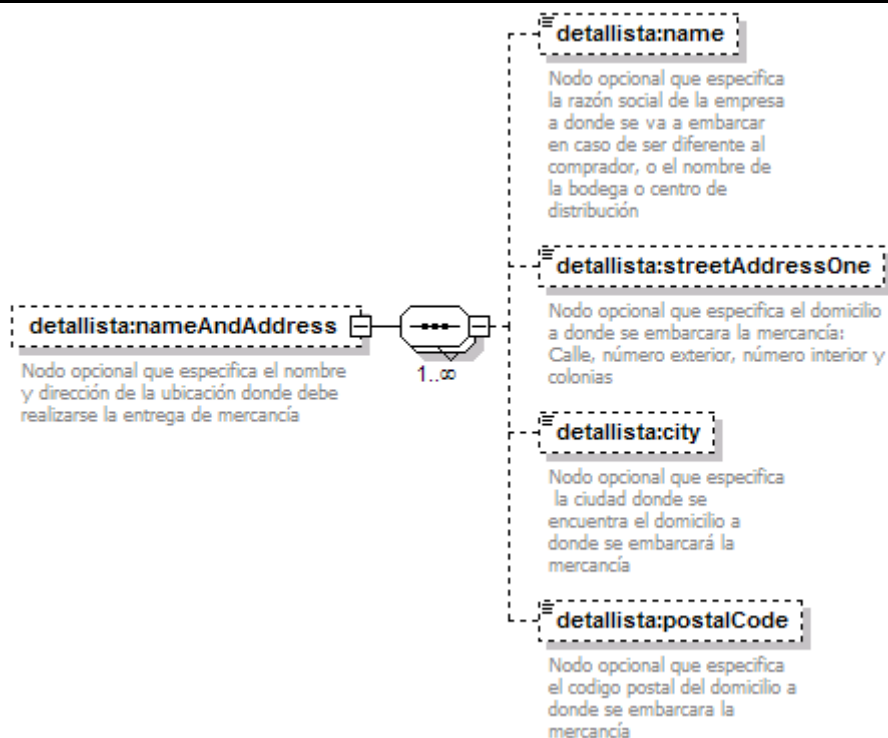 detallista:name
Nodo opcional que especifica
la razón social de la empresa
a donde se va a embarcar
en caso de ser diferente al
comprador, o el nombre de
la bodega o centro de
distribución
detallista:streetAddressOne
Nodo opcional que especifica el domicilio
a donde se embarcara la mercancía:
Calle, número exterior, número interior y
colonias
detallista:nameAndAddress
Nodo opcional que especifica el nombre
y dirección de la ubicación donde debe
realizarse la entrega de mercancía
1..∞
detallista:city
Nodo opcional que especifica
la ciudad donde se
encuentra el domicilio a
donde se embarcará la
mercancía
detallista:postalCode
Nodo opcional que especifica
el codigo postal del domicilio a
donde se embarcara la
mercancía